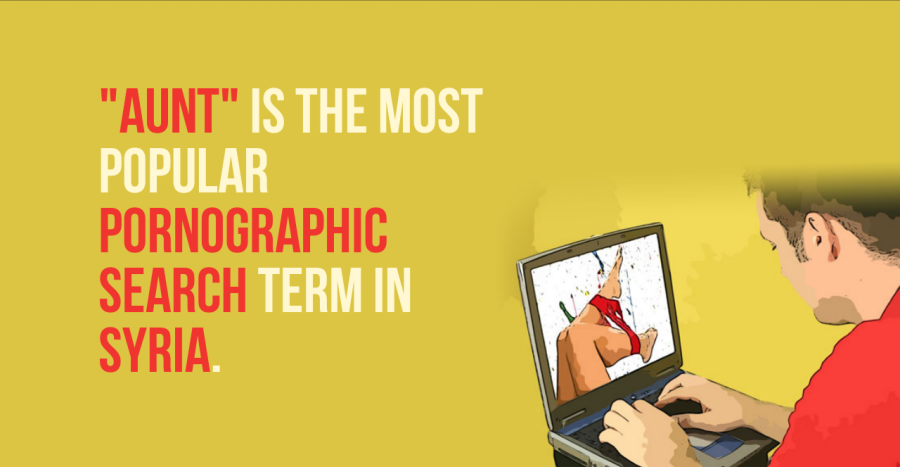 "AUNT" IS THE MOST
POPULAR
PORNOGRAPHIC
SEARCH TERM IN
SYRIA.